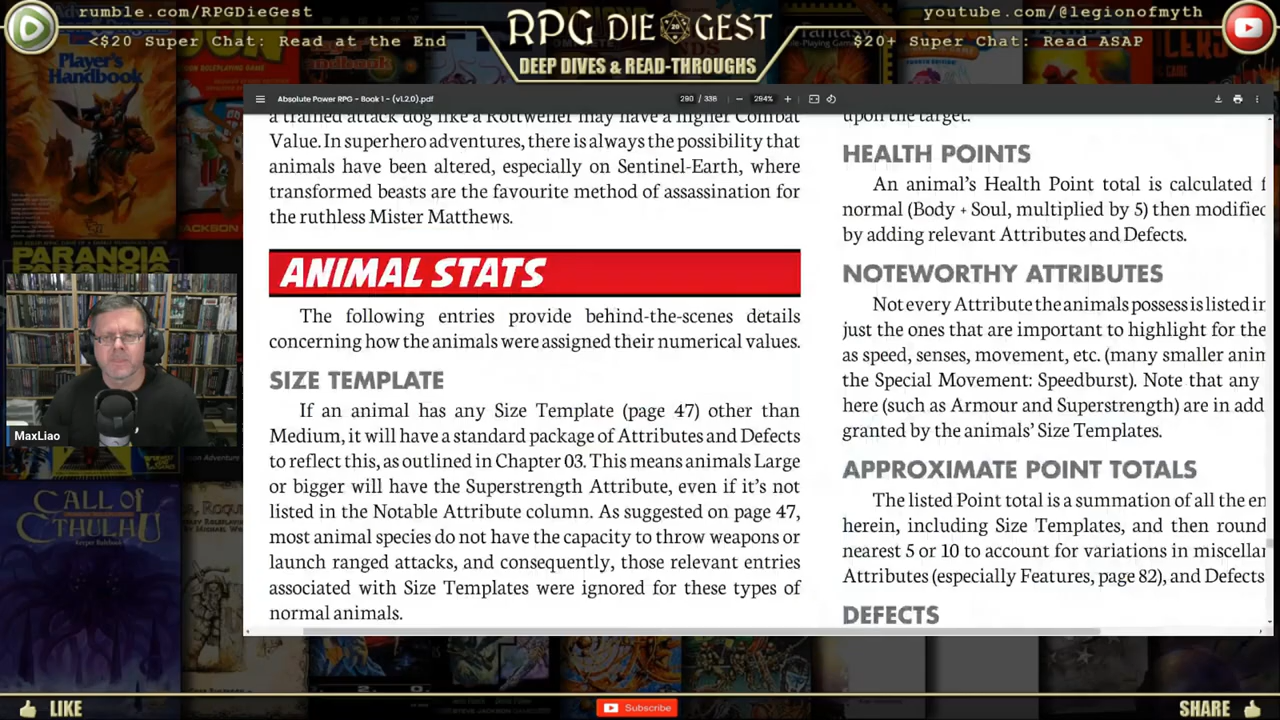 rumble.com/RPGDieGest
<$20 Super Chat: Read at the End
RPG DIE GEST
DEEP DIVES & READ-THROUGHS
youtube.com/@legionofmyth
$20+ Super Chat: Read ASAP
Player's
Handbook
PARANOIA
CALL of
CTHULHU
MaxLiao
Absolute Power RPG - Book 1 - (v1.2.0).pdf
290 / 338
294%
a trained attack dog like a Rottweiler may have a higher Combat
Value. In superhero adventures, there is always the possibility that
animals have been altered, especially on Sentinel-Earth, where
transformed beasts are the favourite method of assassination for
the ruthless Mister Matthews.
ANIMAL STATS
The following entries provide behind-the-scenes details
concerning how the animals were assigned their numerical values.
SIZE TEMPLATE
If an animal has any Size Template (page 47) other than
Medium, it will have a standard package of Attributes and Defects
to reflect this, as outlined in Chapter 03. This means animals Large
or bigger will have the Superstrength Attribute, even if it's not
listed in the Notable Attribute column. As suggested on page 47,
most animal species do not have the capacity to throw weapons or
launch ranged attacks, and consequently, those relevant entries
associated with Size Templates were ignored for these types of
normal animals.
upon the target.
HEALTH POINTS
An animal's Health Point total is calculated f
normal (Body + Soul, multiplied by 5) then modified
by adding relevant Attributes and Defects.
NOTEWORTHY ATTRIBUTES
Not every Attribute the animals possess is listed in
just the ones that are important to highlight for the
as speed, senses, movement, etc. (many smaller anim
the Special Movement: Speedburst). Note that any
here (such as Armour and Superstrength) are in add
granted by the animals' Size Templates.
APPROXIMATE POINT TOTALS
The listed Point total is a summation of all the en
herein, including Size Templates, and then round
nearest 5 or 10 to account for variations in miscellan
Attributes (especially Features, page 82), and Defects
DEFECTS
LIKE
Subscribe
SHARE